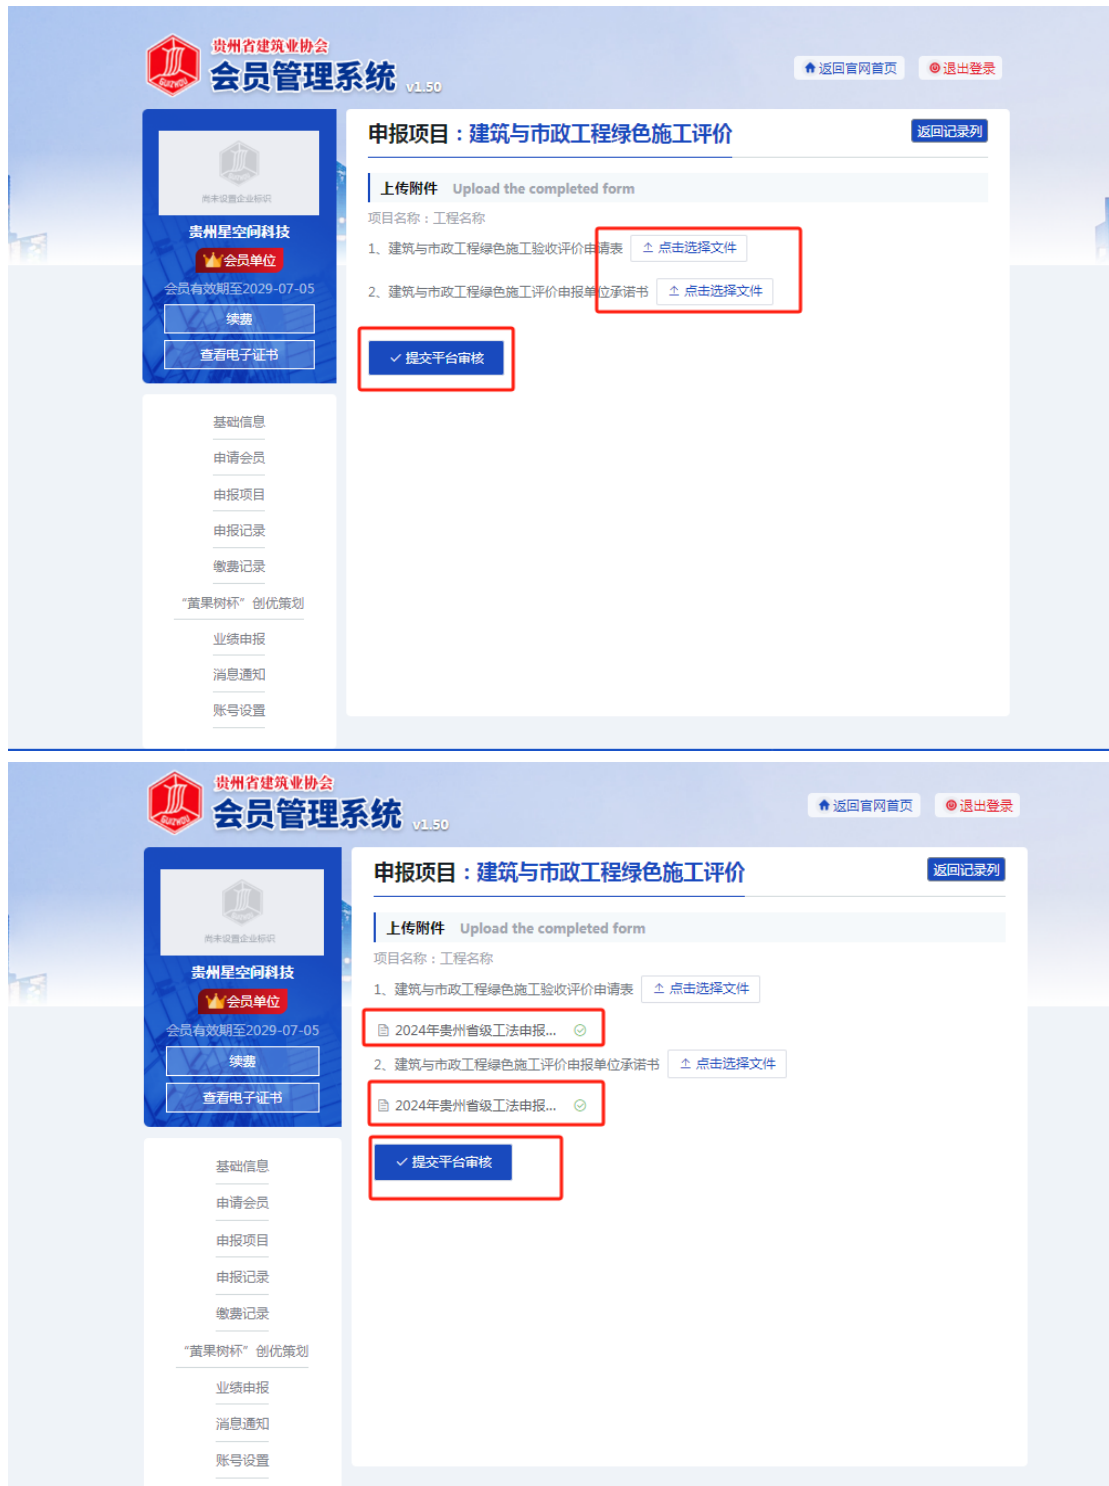 贵州省建筑业协会
会员管理系统 v1.50
返回官网首页
退出登录
尚未设置企业标识
贵州星空间科技
会员单位
会员有效期至2029-07-05
续费
查看电子证书
基础信息
申请会员
申报项目
申报记录
缴费记录
“黄果树杯”创优策划
业绩申报
消息通知
账号设置
申报项目：建筑与市政工程绿色施工评价
返回记录列
上传附件 Upload the completed form
项目名称：工程名称
1、建筑与市政工程绿色施工验收评价申请表 点击选择文件
2、建筑与市政工程绿色施工评价申报单位承诺书 点击选择文件
提交平台审核
贵州省建筑业协会
会员管理系统 v1.50
返回官网首页
退出登录
尚未设置企业标识
贵州星空间科技
会员单位
会员有效期至2029-07-05
续费
查看电子证书
基础信息
申请会员
申报项目
申报记录
缴费记录
“黄果树杯”创优策划
业绩申报
消息通知
账号设置
申报项目：建筑与市政工程绿色施工评价
返回记录列
上传附件 Upload the completed form
项目名称：工程名称
1、建筑与市政工程绿色施工验收评价申请表 点击选择文件
2024年贵州省级工法申报...
2、建筑与市政工程绿色施工评价申报单位承诺书 点击选择文件
2024年贵州省级工法申报...
提交平台审核